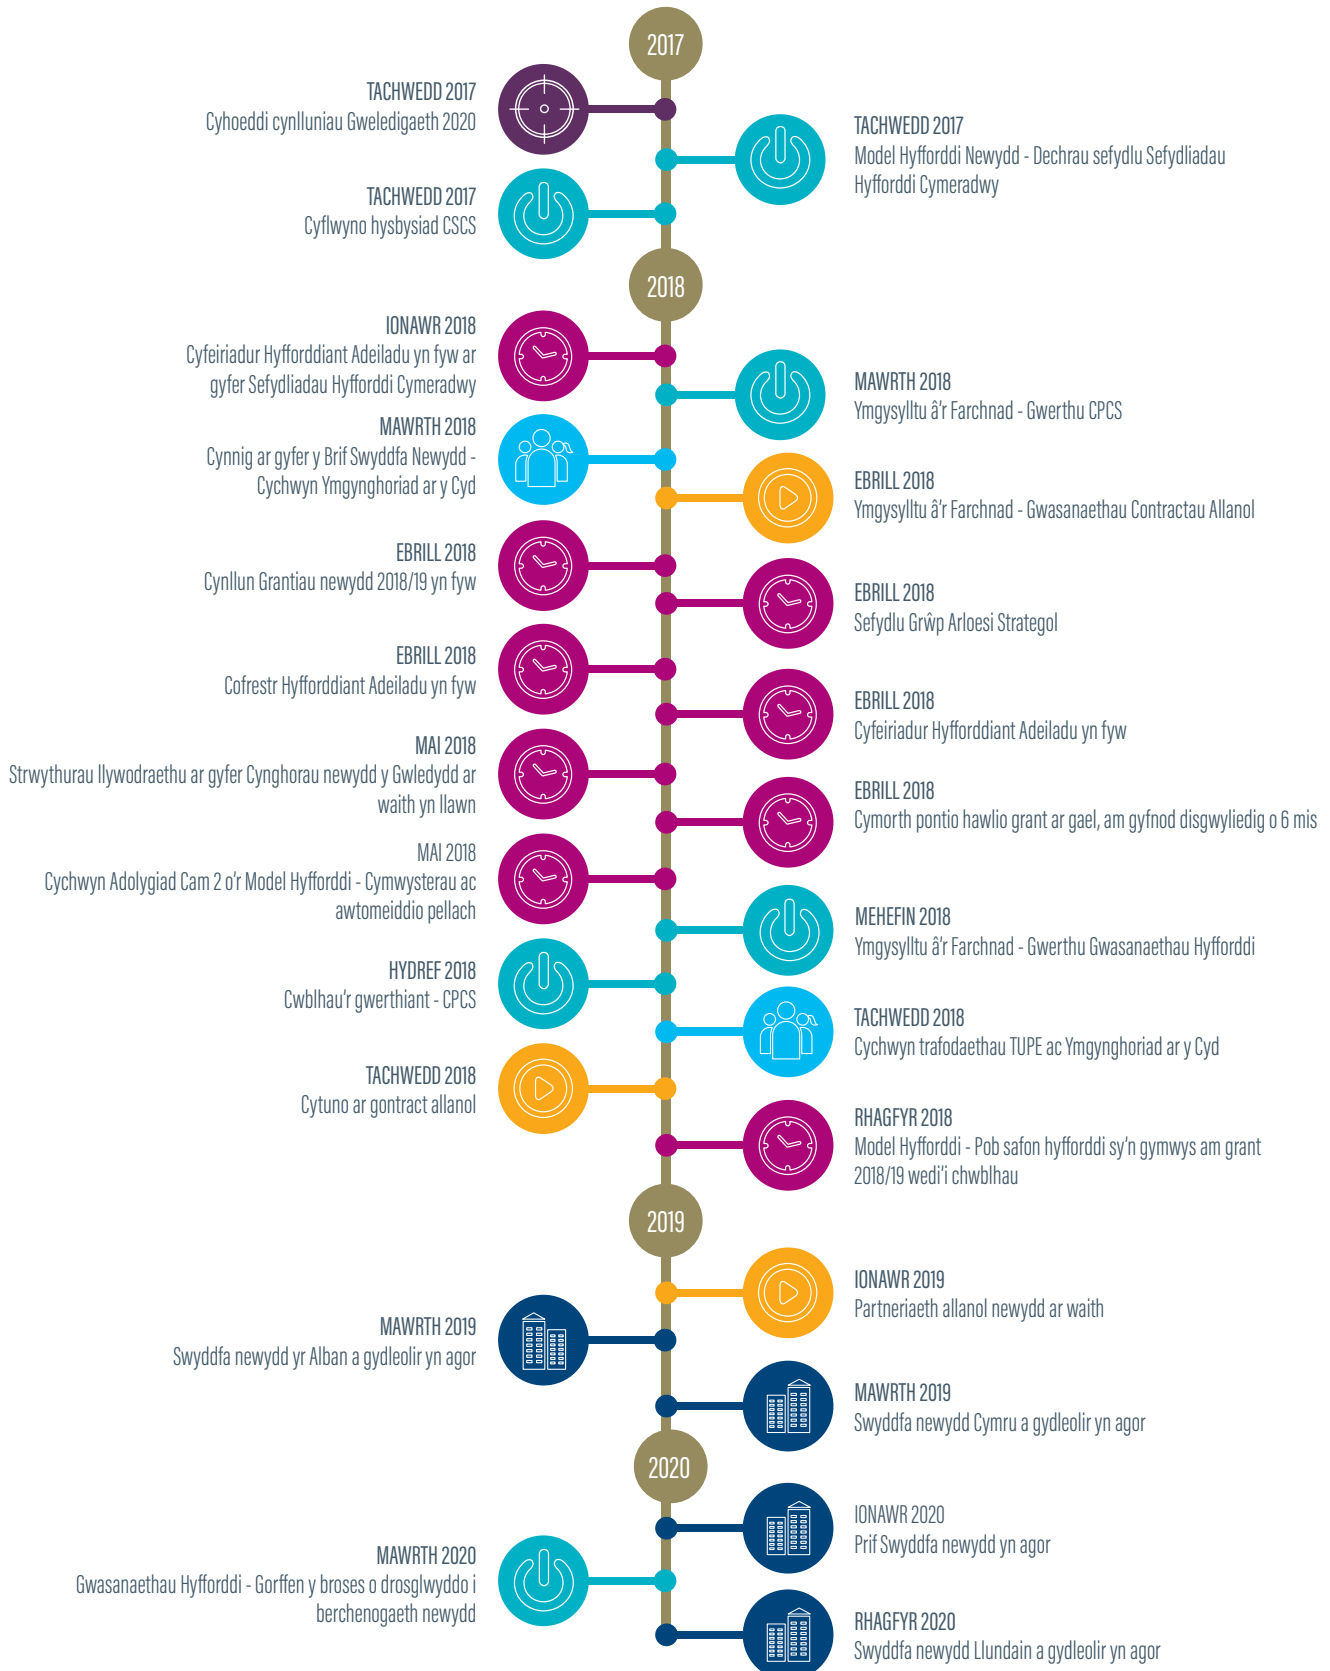 2017
TACHWEDD 2017
Cyhoeddi cynlluniau Gweledigaeth 2020
TACHWEDD 2017
Model Hyfforddi Newydd - Dechrau sefydlu Sefydliadau
Hyfforddi Cymeradwy
TACHWEDD 2017
Cyflwyno hysbysiad CSCS
2018
IONAWR 2018
Cyfeiriadur Hyfforddiant Adeiladu yn fyw ar
gyfer Sefydliadau Hyfforddi Cymeradwy
MAWRTH 2018
Ymgysylltu â'r Farchnad - Gwerthu CPCS
MAWRTH 2018
Cynnig ar gyfer y Brif Swyddfa Newydd -
Cychwyn Ymgynghoriad ar y Cyd
EBRILL 2018
Ymgysylltu â'r Farchnad - Gwasanaethau Contractau Allanol
EBRILL 2018
Cynllun Grantiau newydd 2018/19 yn fyw
EBRILL 2018
Sefydlu Grŵp Arloesi Strategol
EBRILL 2018
Cofrestr Hyfforddiant Adeiladu yn fyw
EBRILL 2018
Cyfeiriadur Hyfforddiant Adeiladu yn fyw
MAI 2018
Strwythurau llywodraethu ar gyfer Cynghorau newydd y Gwledydd ar
waith yn llawn
EBRILL 2018
Cymorth pontio hawlio grant ar gael, am gyfnod disgwyliedig o 6 mis
MAI 2018
Cychwyn Adolygiad Cam 2 o'r Model Hyfforddi - Cymwysterau ac
awtomeiddio pellach
MEHEFIN 2018
Ymgysylltu â'r Farchnad - Gwerthu Gwasanaethau Hyfforddi
HYDREF 2018
Cwblhau'r gwerthiant - CPCS
TACHWEDD 2018
Cychwyn trafodaethau TUPE ac Ymgynghoriad ar y Cyd
TACHWEDD 2018
Cytuno ar gontract allanol
RHAGFYR 2018
Model Hyfforddi - Pob safon hyfforddi sy'n gymwys am grant
2018/19 wedi'i chwblhau
2019
IONAWR 2019
Partneriaeth allanol newydd ar waith
MAWRTH 2019
Swyddfa newydd yr Alban a gydleolir yn agor
MAWRTH 2019
Swyddfa newydd Cymru a gydleolir yn agor
2020
IONAWR 2020
Prif Swyddfa newydd yn agor
MAWRTH 2020
Gwasanaethau Hyfforddi - Gorffen y broses o drosglwyddo i
berchenogaeth newydd
RHAGFYR 2020
Swyddfa newydd Llundain a gydleolir yn agor